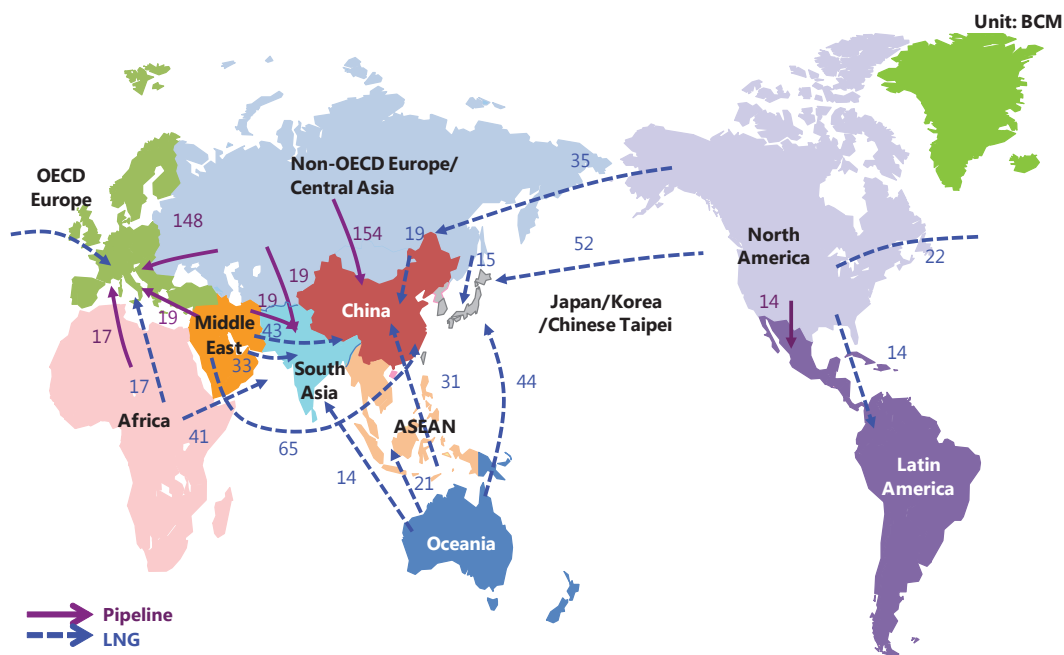 Unit: BCM
OECD
Europe
Non-OECD Europe/
Central Asia
35
148
154
19
15
52
North
America
22
19
19
China
Japan/Korea
/Chinese Taipei
14
19
Middle
East
43
17
33
South
Asia
31
44
14
17
Africa
41
65
ASEAN
14
21
Latin
America
Oceania
Pipeline
LNG